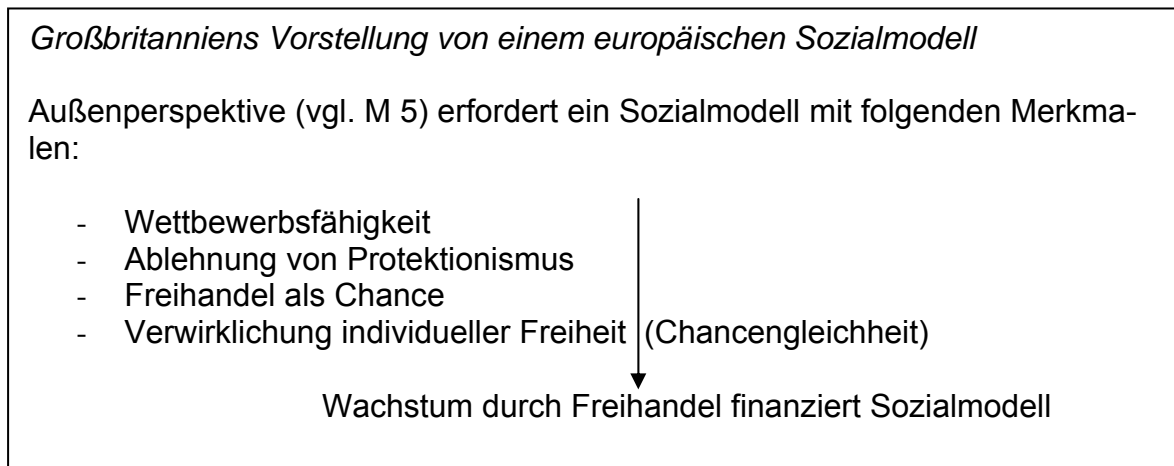 Großbritanniens Vorstellung von einem europäischen Sozialmodell
Außenperspektive (vgl. M 5) erfordert ein Sozialmodell mit folgenden Merkma-
len:
- Wettbewerbsfähigkeit
- Ablehnung von Protektionismus
- Freihandel als Chance
- Verwirklichung individueller Freiheit (Chancengleichheit)
Wachstum durch Freihandel finanziert Sozialmodell